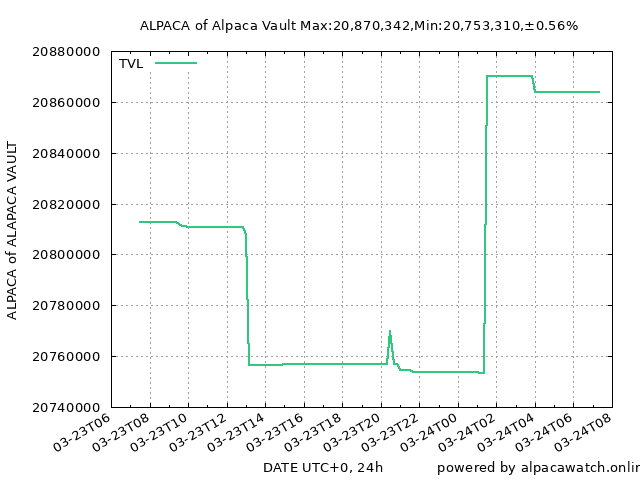 ALPACA of Alpaca Vault Max:20,870,342,Min:20,753,310,±0.56%
TVL
20880000
20860000
20840000
20820000
20800000
20780000
20760000
20740000
ALPACA of ALAPACA VAULT
03-23T06
03-23T08
03-23T10
03-23T12
03-23T14
03-23T16
03-23T18
03-23T20
03-23T22
03-24T00
03-24T02
03-24T04
03-24T06
03-24T08
DATE UTC+0, 24h
powered by alpacawatch.onlin